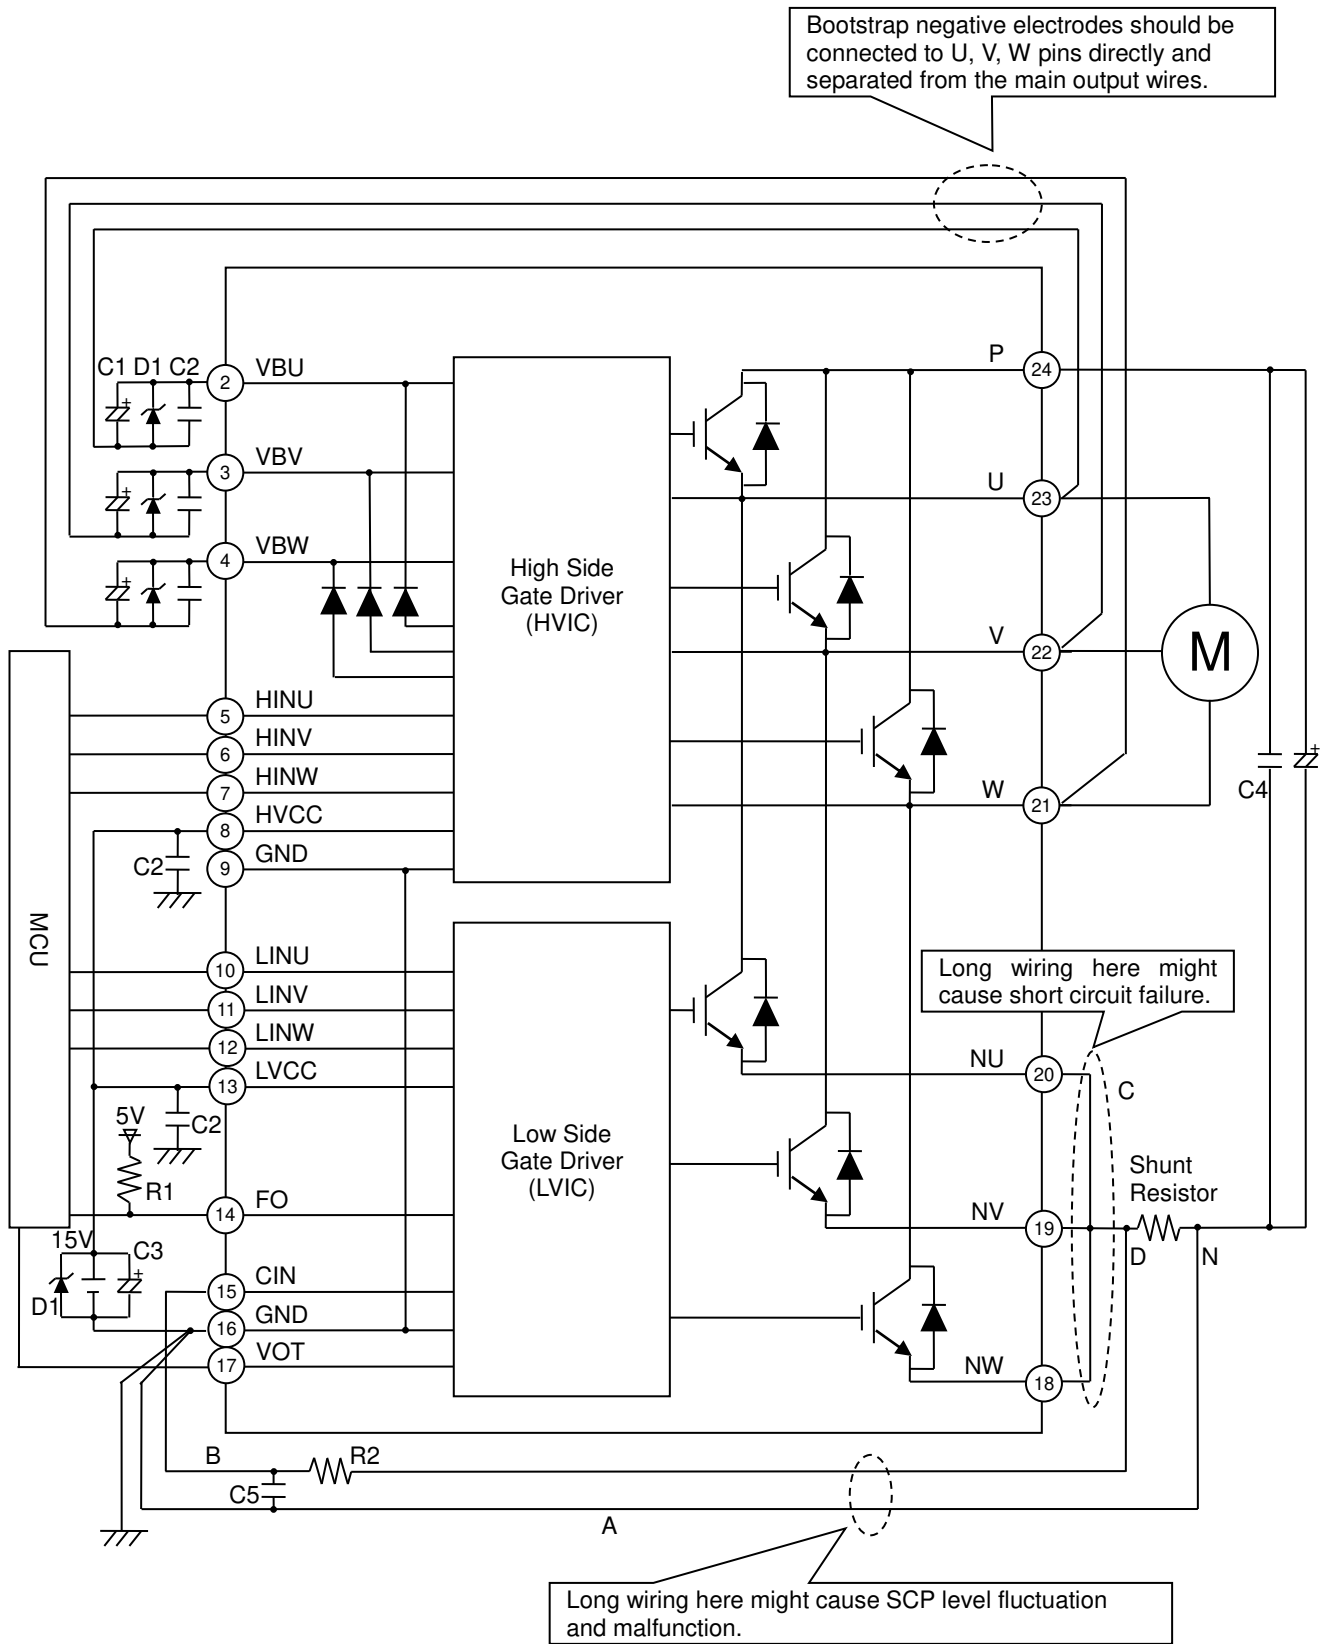 Bootstrap negative electrodes should be
connected to U, V, W pins directly and
separated from the main output wires.
C1 D1 C2
+
2
VBU
P
24
+
3
VBV
U
23
+
4
VBW
High Side
Gate Driver
(HVIC)
V
22
M
5
HINU
6
HINV
7
HINW
8
HVCC
9
GND
C2
W
21
C4
+
MCU
10
LINU
11
LINV
12
LINW
13
LVCC
C2
5V
R1
14
FO
15V
C3
+
D1
15
CIN
16
GND
17
VOT
Low Side
Gate Driver
(LVIC)
Long wiring here might
cause short circuit failure.
NU
20
C
Shunt
Resistor
NV
19
D
N
NW
18
B
R2
C5
A
Long wiring here might cause SCP level fluctuation
and malfunction.